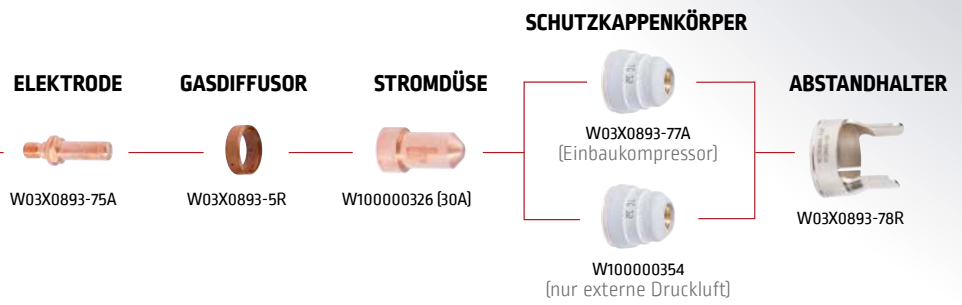 SCHUTZKAPPENKÖRPER
ELEKTRODE
GASDIFFUSOR
STROMDÜSE
ABSTANDHALTER
W03X0893-75A
W03X0893-5R
W100000326 (30A)
W03X0893-77A
(Einbaukompressor)
W03X0893-78R
W100000354
(nur externe Druckluft)